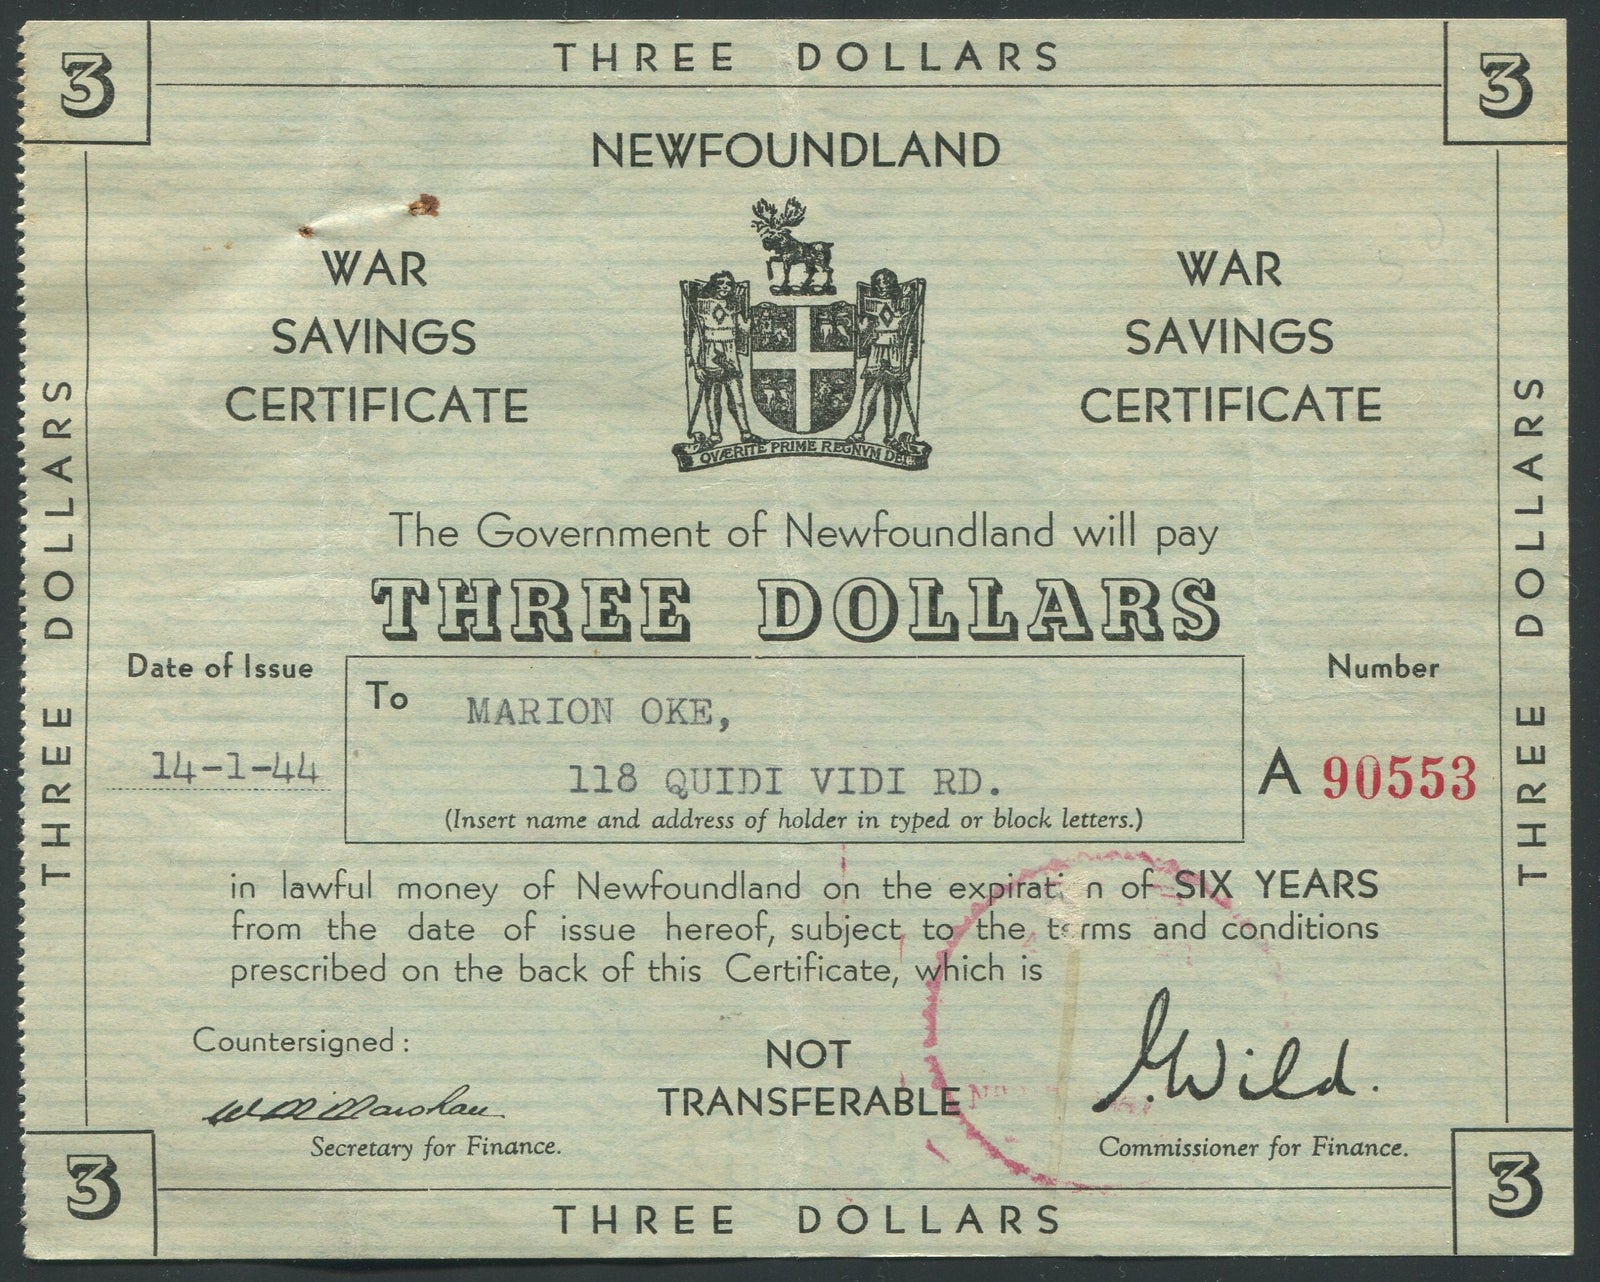 THREE DOLLARS
3
3
NEWFOUNDLAND
WAR
SAVINGS
CERTIFICATE
WAR
SAVINGS
CERTIFICATE
QVÆRITE PRIME REGNVM DEI
The Government of Newfoundland will pay
THREE DOLLARS
Date of Issue
14-1-44
To MARION OKE,
118 QUIDI VIDI RD.
(Insert name and address of holder in typed or block letters.)
Number
A 90553
in lawful money of Newfoundland on the expirati n of SIX YEARS
from the date of issue hereof, subject to the terms and conditions
prescribed on the back of this Certificate, which is
Countersigned :
NOT
TRANSFERABLE
Secretary for Finance.
Wild.
Commissioner for Finance.
THREE DOLLARS
THREE DOLLARS
3
3
THREE DOLLARS